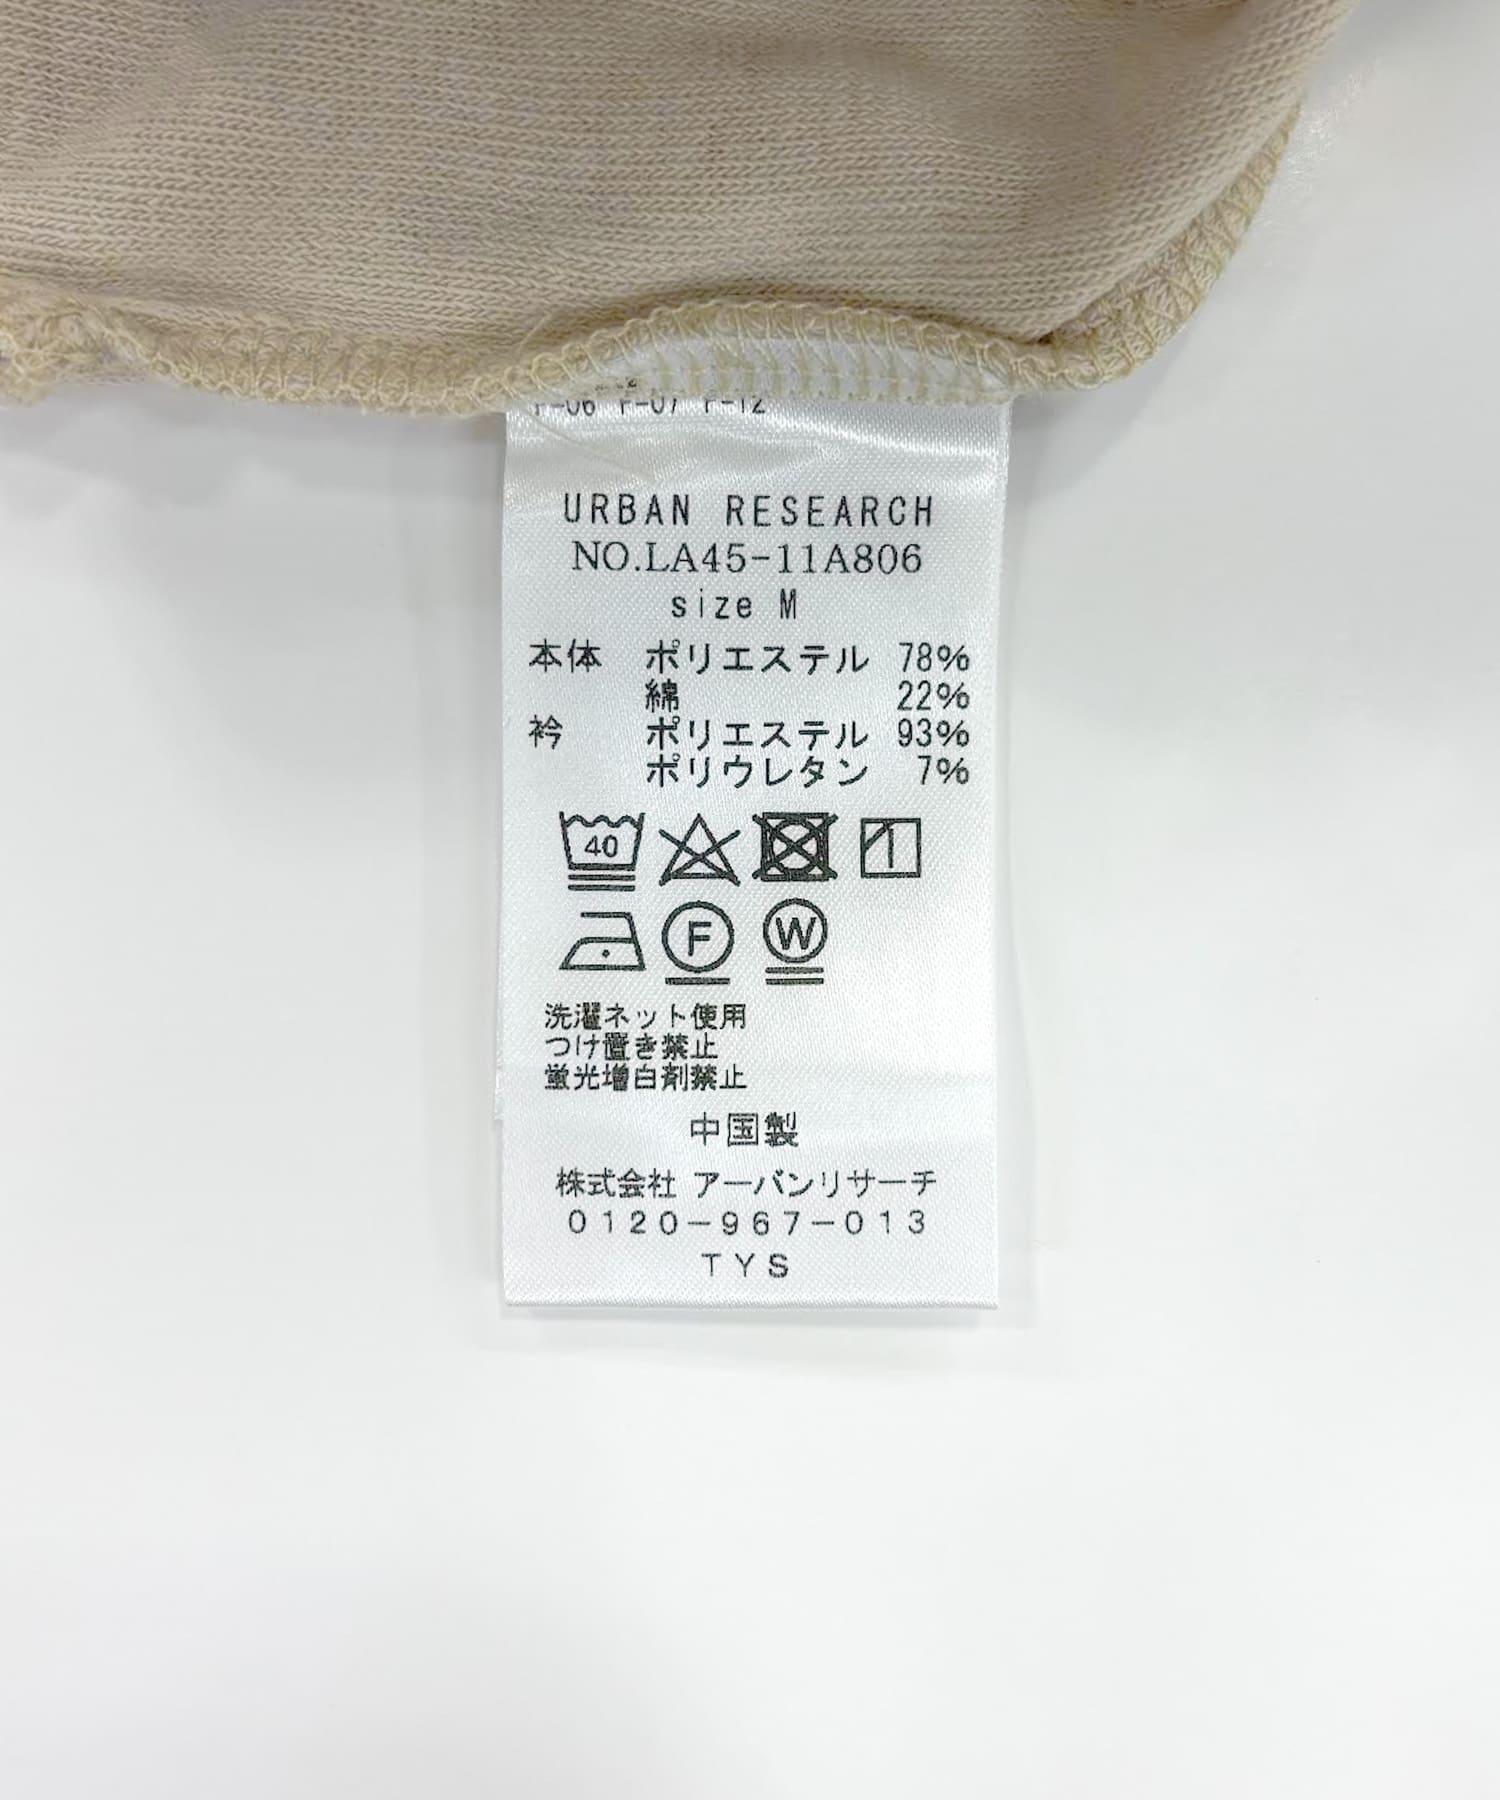 F-06 F-07 F-12
URBAN RESEARCH
NO.LA45-11A806
size M
本体 ポリエステル 78%
綿 22%
衿 ポリエステル 93%
ポリウレタン 7%
40
F W
洗濯ネット使用
つけ置き禁止
蛍光増白剤禁止
中国製
株式会社 アーバンリサーチ
0120-967-013
TYS